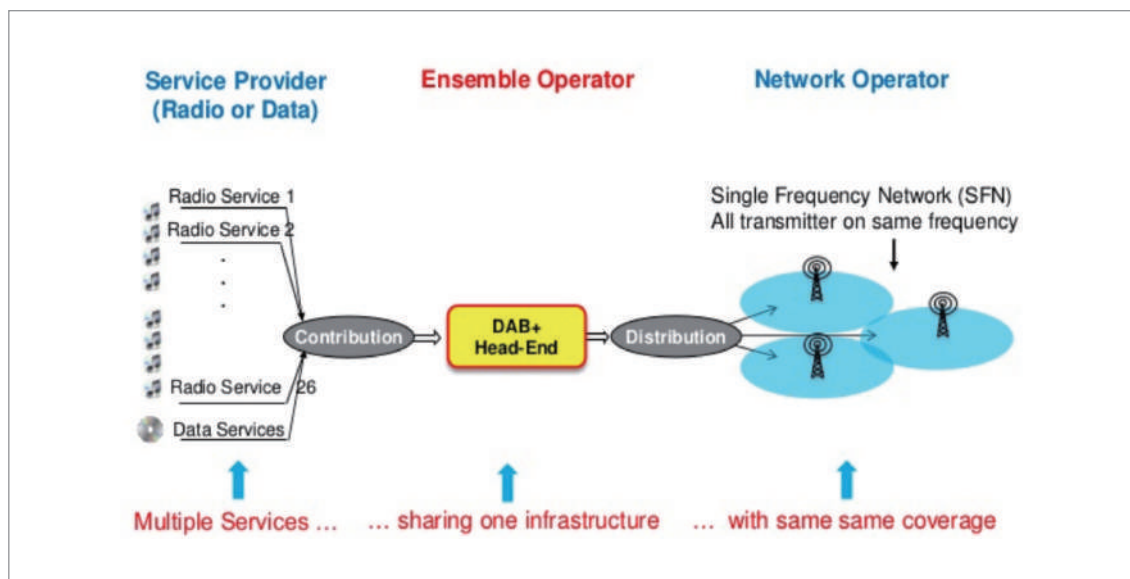 Service Provider
(Radio or Data)
Ensemble Operator
Network Operator
Radio Service 1
Radio Service 2
.
.
.
Radio Service 26
Data Services
Contribution
DAB+
Head-End
Distribution
Single Frequency Network (SFN)
All transmitter on same frequency
Multiple Services …
… sharing one infrastructure
… with same same coverage